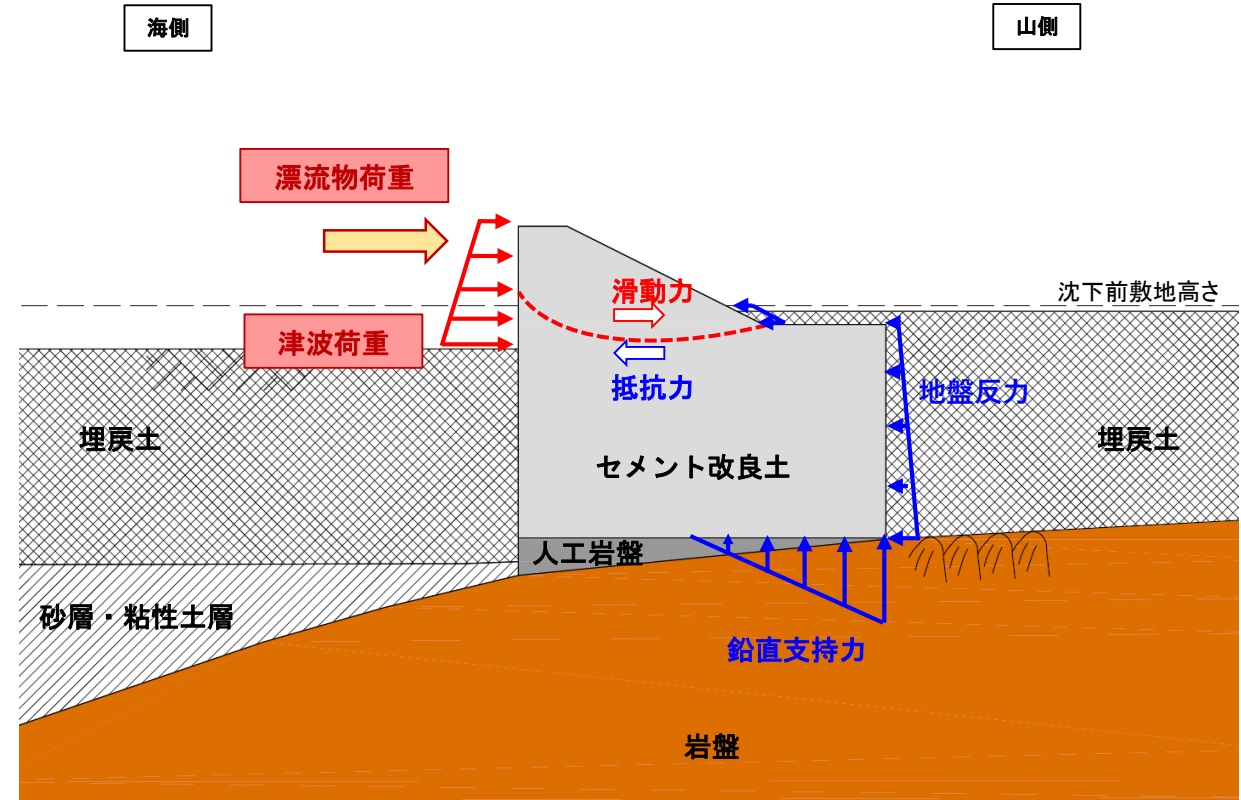 海側
山側
漂流物荷重
滑動力
沈下前敷地高さ
津波荷重
抵抗力
地盤反力
埋戻土
埋戻土
セメント改良土
人工岩盤
砂層・粘性土層
鉛直支持力
岩盤